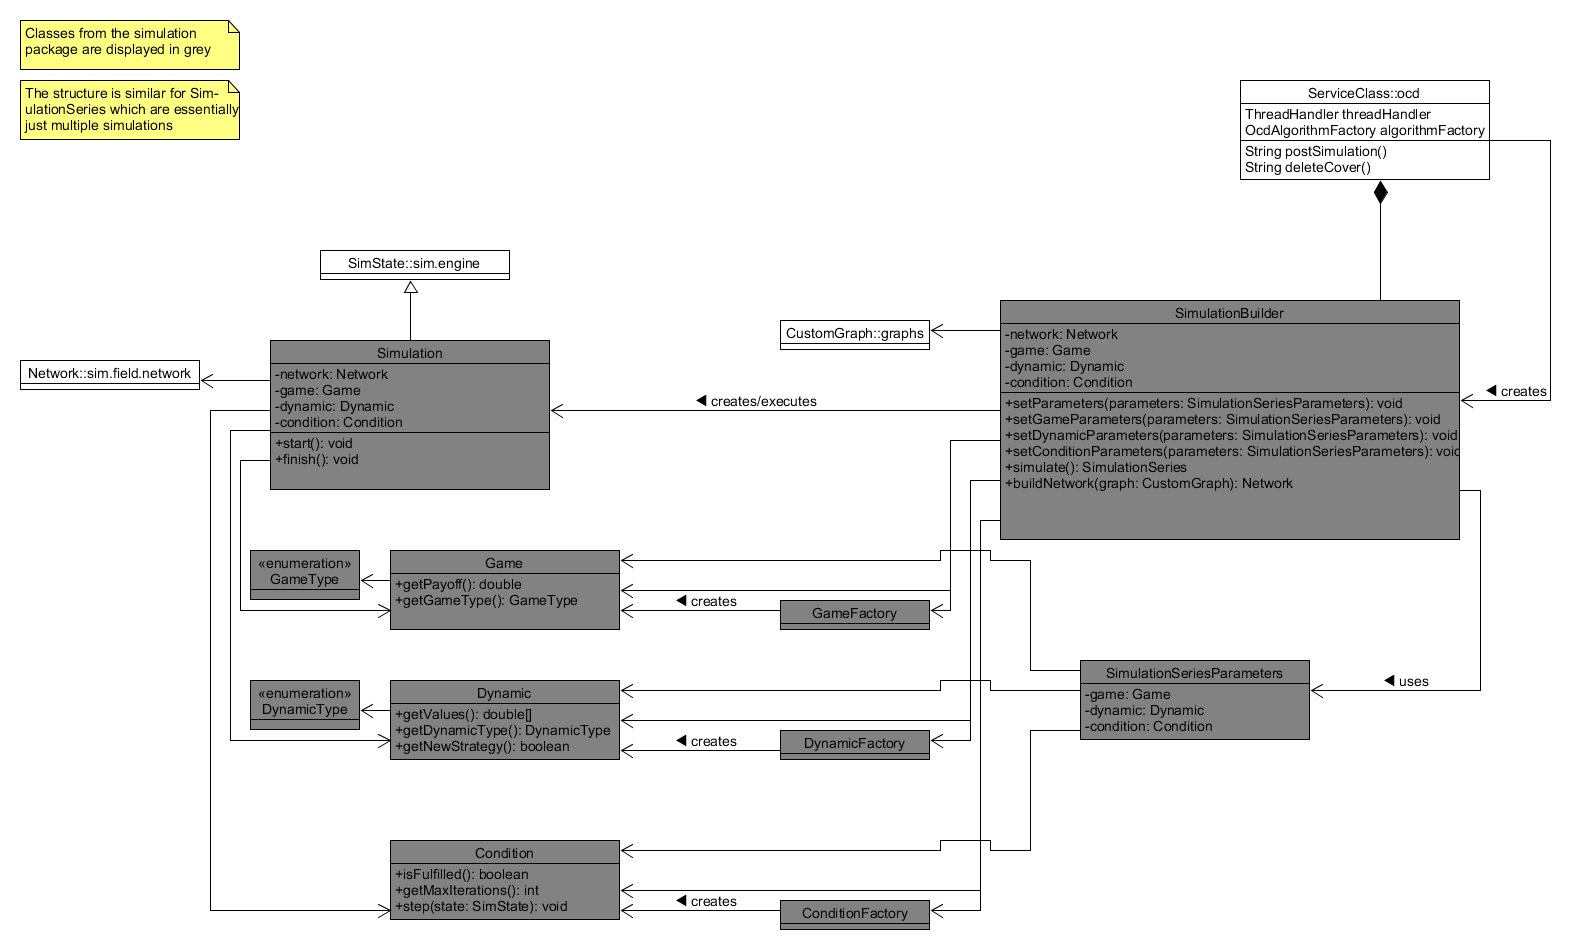 Classes from the simulation
package are displayed in grey
The structure is similar for Sim-
ulationSeries which are essentially
just multiple simulations
ServiceClass::ocd
ThreadHandler threadHandler
OcdAlgorithmFactory algorithmFactory
String postSimulation()
String deleteCover()
SimState::sim.engine
CustomGraph::graphs
SimulationBuilder
-network: Network
-game: Game
-dynamic: Dynamic
-condition: Condition
+setParameters(parameters: SimulationSeriesParameters): void
+setGameParameters(parameters: SimulationSeriesParameters): void
+setDynamicParameters(parameters: SimulationSeriesParameters): void
+setConditionParameters(parameters: SimulationSeriesParameters): void
+simulate(): SimulationSeries
+buildNetwork(graph: CustomGraph): Network
◀ creates
Network::sim.field.network
Simulation
-network: Network
-game: Game
-dynamic: Dynamic
-condition: Condition
+start(): void
+finish(): void
◀ creates/executes
«enumeration»
GameType
Game
+getPayoff(): double
+getGameType(): GameType
◀ creates
GameFactory
«enumeration»
DynamicType
Dynamic
+getValues(): double[]
+getDynamicType(): DynamicType
+getNewStrategy(): boolean
◀ creates
DynamicFactory
SimulationSeriesParameters
-game: Game
-dynamic: Dynamic
-condition: Condition
◀ uses
Condition
+isFulfilled(): boolean
+getMaxIterations(): int
+step(state: SimState): void
◀ creates
ConditionFactory